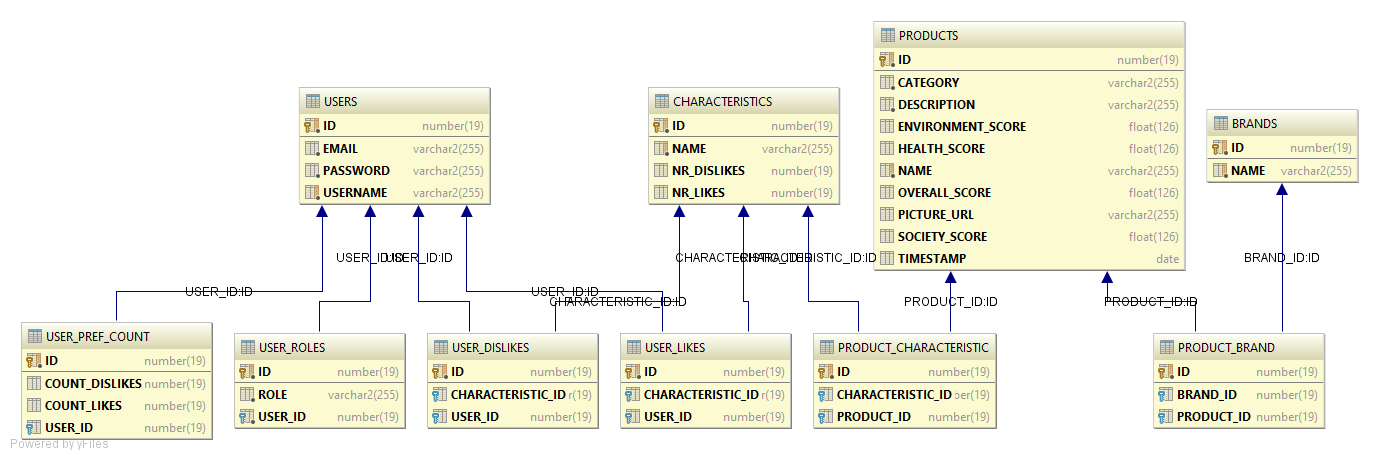 PRODUCTS
ID number(19)
CATEGORY varchar2(255)
DESCRIPTION varchar2(255)
ENVIRONMENT_SCORE float(126)
HEALTH_SCORE float(126)
NAME varchar2(255)
OVERALL_SCORE float(126)
PICTURE_URL varchar2(255)
SOCIETY_SCORE float(126)
TIMESTAMP date
USERS
ID number(19)
EMAIL varchar2(255)
PASSWORD varchar2(255)
USERNAME varchar2(255)
CHARACTERISTICS
ID number(19)
NAME varchar2(255)
NR_DISLIKES number(19)
NR_LIKES number(19)
BRANDS
ID number(19)
NAME varchar2(255)
USER_ID:ID
USER_ID:ID
CHARACTERISTIC_ID:ID
CHARACTERISTIC_ID:ID
BRAND_ID:ID
USER_ID:ID
USER_ID:ID
CHARACTERISTIC_ID:ID
PRODUCT_ID:ID
PRODUCT_ID:ID
USER_PREF_COUNT
ID number(19)
COUNT_DISLIKES number(19)
COUNT_LIKES number(19)
USER_ID number(19)
USER_ROLES
ID number(19)
ROLE varchar2(255)
USER_ID number(19)
USER_DISLIKES
ID number(19)
CHARACTERISTIC_ID r(19)
USER_ID number(19)
USER_LIKES
ID number(19)
CHARACTERISTIC_ID r(19)
USER_ID number(19)
PRODUCT_CHARACTERISTIC
ID number(19)
CHARACTERISTIC_ID ber(19)
PRODUCT_ID number(19)
PRODUCT_BRAND
ID number(19)
BRAND_ID number(19)
PRODUCT_ID number(19)
Powered by yFiles